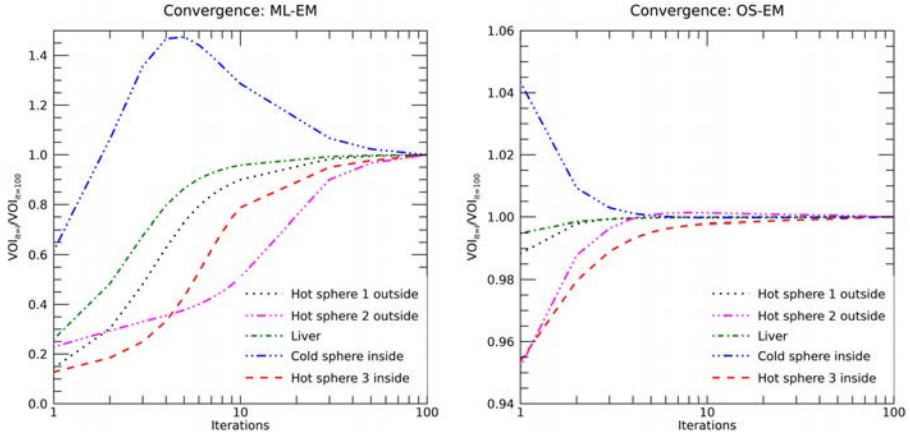 Convergence: ML-EM
1.4
1.2
1.0
0.8
0.6
0.4
0.2
0.0
VOI_it=i/VOI_it=100
Hot sphere 1 outside
Hot sphere 2 outside
Liver
Cold sphere inside
Hot sphere 3 inside
1
10
100
Iterations
Convergence: OS-EM
1.06
1.04
1.02
1.00
0.98
0.96
0.94
VOI_it=i/VOI_it=100
Hot sphere 1 outside
Hot sphere 2 outside
Liver
Cold sphere inside
Hot sphere 3 inside
1
10
100
Iterations